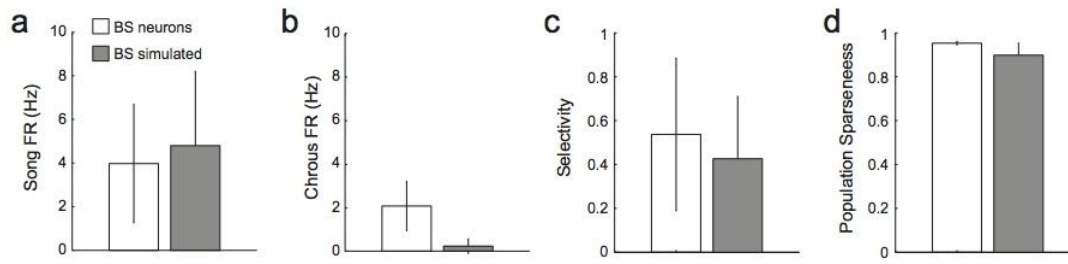 a
BS neurons
BS simulated
Song FR (Hz)
10
8
6
4
2
0
b
Chrous FR (Hz)
10
8
6
4
2
0
c
Selectivity
1
0.8
0.6
0.4
0.2
0
d
Population Sparseneess
1
0.8
0.6
0.4
0.2
0